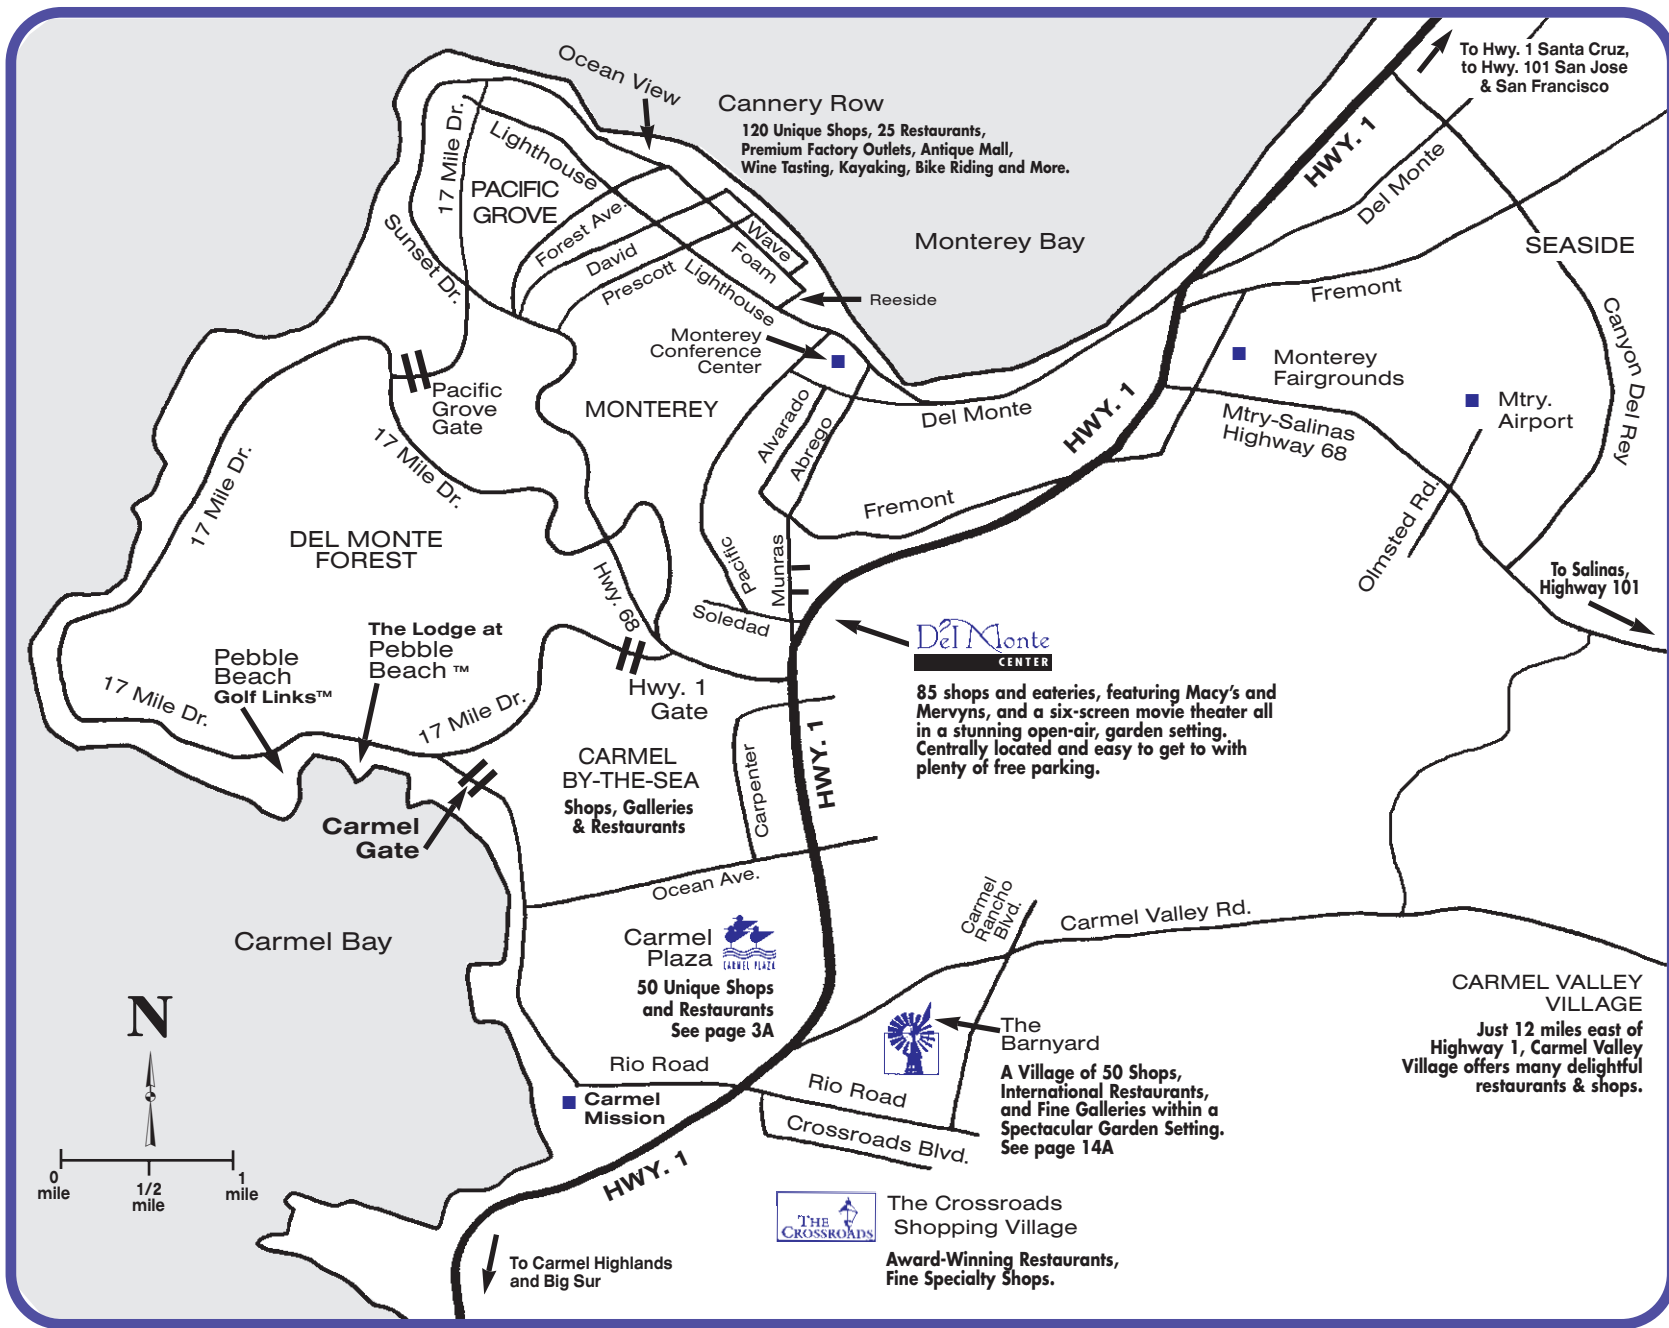 Ocean View
Cannery Row
120 Unique Shops, 25 Restaurants,
Premium Factory Outlets, Antique Mall,
Wine Tasting, Kayaking, Bike Riding and More.
To Hwy. 1 Santa Cruz,
to Hwy. 101 San Jose
& San Francisco
HWY. 1
Del Monte
17 Mile Dr.
Lighthouse
PACIFIC
GROVE
Sunset Dr.
Forest Ave.
David
Prescott
Wave
Foam
Lighthouse
Reeside
Monterey Bay
SEASIDE
Fremont
Canyon Del Rey
Monterey
Conference
Center
Monterey
Fairgrounds
Mtry.
Airport
Pacific
Grove
Gate
MONTEREY
Alvarado
Abrego
Del Monte
HWY. 1
Mtry-Salinas
Highway 68
17 Mile Dr.
17 Mile Dr.
Fremont
Olmsted Rd.
DEL MONTE
FOREST
Hwy. 68
Pacific
Munras
Soledad
To Salinas,
Highway 101
Del Monte
CENTER
85 shops and eateries, featuring Macy's and
Mervyns, and a six-screen movie theater all
in a stunning open-air, garden setting.
Centrally located and easy to get to with
plenty of free parking.
The Lodge at
Pebble
Beach ™
Pebble
Beach
Golf Links™
17 Mile Dr.
17 Mile Dr.
Hwy. 1
Gate
CARMEL
BY-THE-SEA
Shops, Galleries
& Restaurants
Carpenter
HWY. 1
Carmel
Gate
Ocean Ave.
Carmel Bay
Carmel
Plaza
CARMEL PLAZA
50 Unique Shops
and Restaurants
See page 3A
Carmel
Rancho
Blvd.
Carmel Valley Rd.
CARMEL VALLEY
VILLAGE
Just 12 miles east of
Highway 1, Carmel Valley
Village offers many delightful
restaurants & shops.
The
Barnyard
A Village of 50 Shops,
International Restaurants,
and Fine Galleries within a
Spectacular Garden Setting.
See page 14A
Rio Road
Rio Road
Crossroads Blvd.
Carmel
Mission
HWY. 1
N
0
mile
1/2
mile
1
mile
THE
CROSSROADS
The Crossroads
Shopping Village
Award-Winning Restaurants,
Fine Specialty Shops.
To Carmel Highlands
and Big Sur